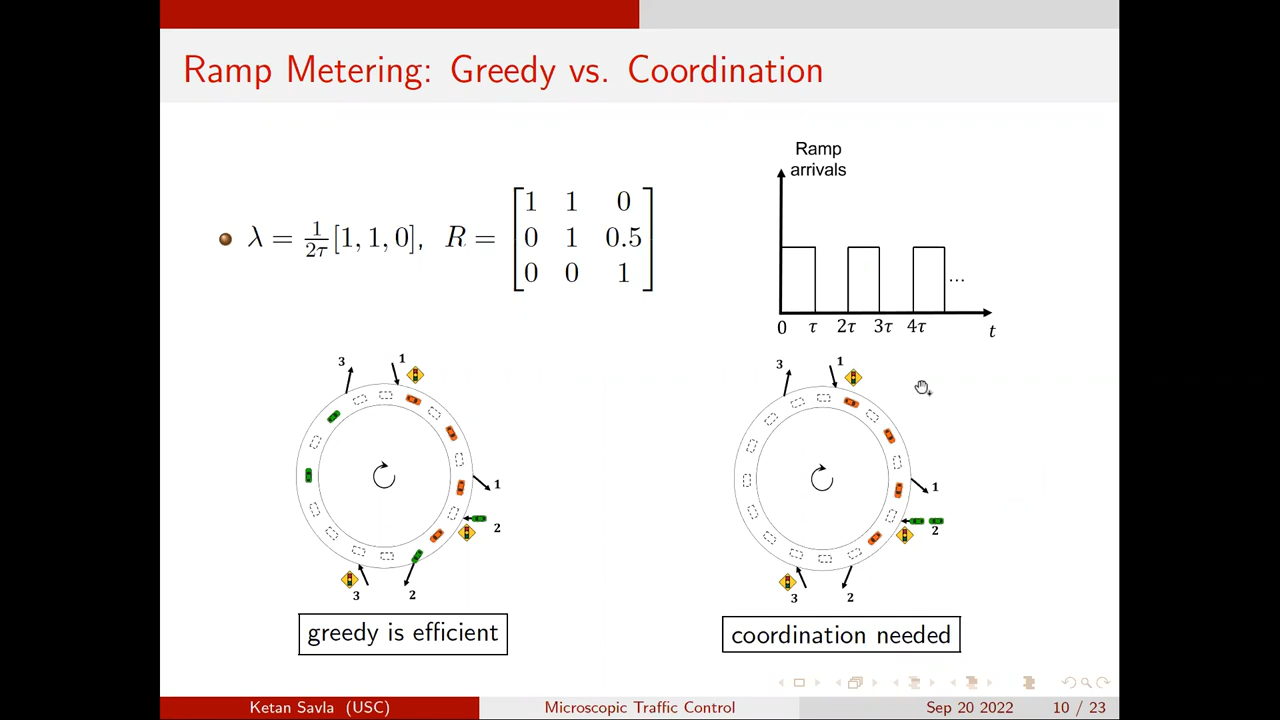 Ramp Metering: Greedy vs. Coordination
λ = 1/2τ [1, 1, 0], R = [1 1 0
0 1 0.5
0 0 1]
Ramp
arrivals
...
0 τ 2τ 3τ 4τ t
3 1
1
2
3 2
greedy is efficient
3 1
1
2
3 2
coordination needed
Ketan Savla (USC) Microscopic Traffic Control Sep 20 2022 10 / 23